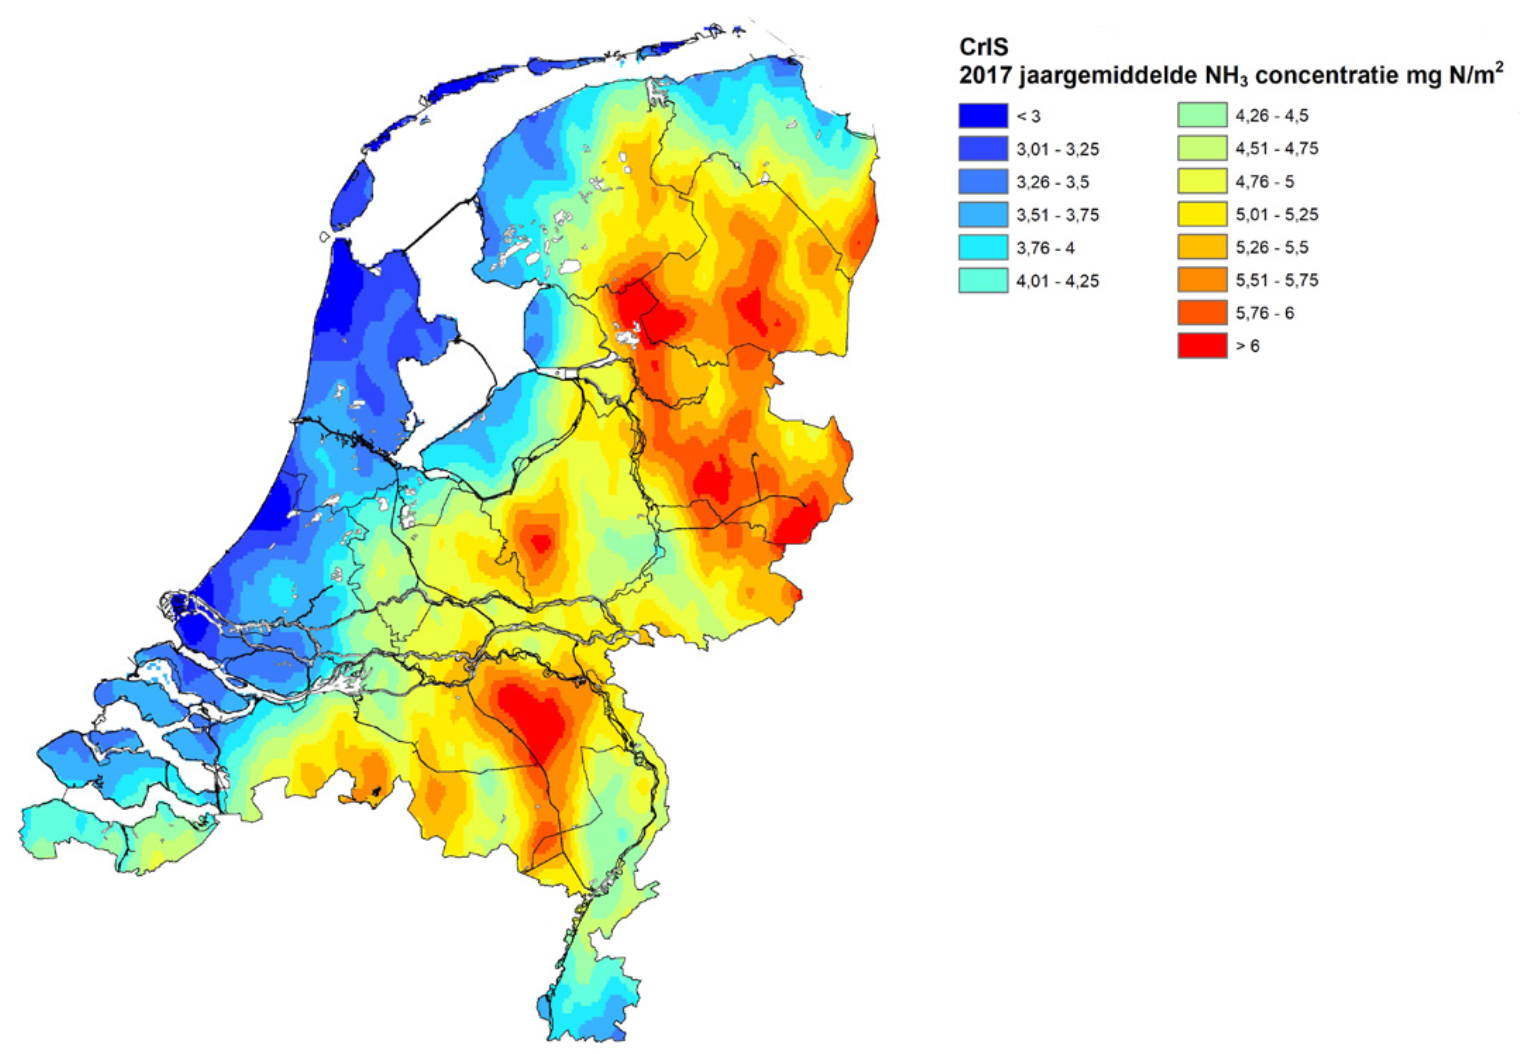 CrIS
2017 jaargemiddelde NH₃ concentratie mg N/m²
< 3
3,01 - 3,25
3,26 - 3,5
3,51 - 3,75
3,76 - 4
4,01 - 4,25
4,26 - 4,5
4,51 - 4,75
4,76 - 5
5,01 - 5,25
5,26 - 5,5
5,51 - 5,75
5,76 - 6
> 6